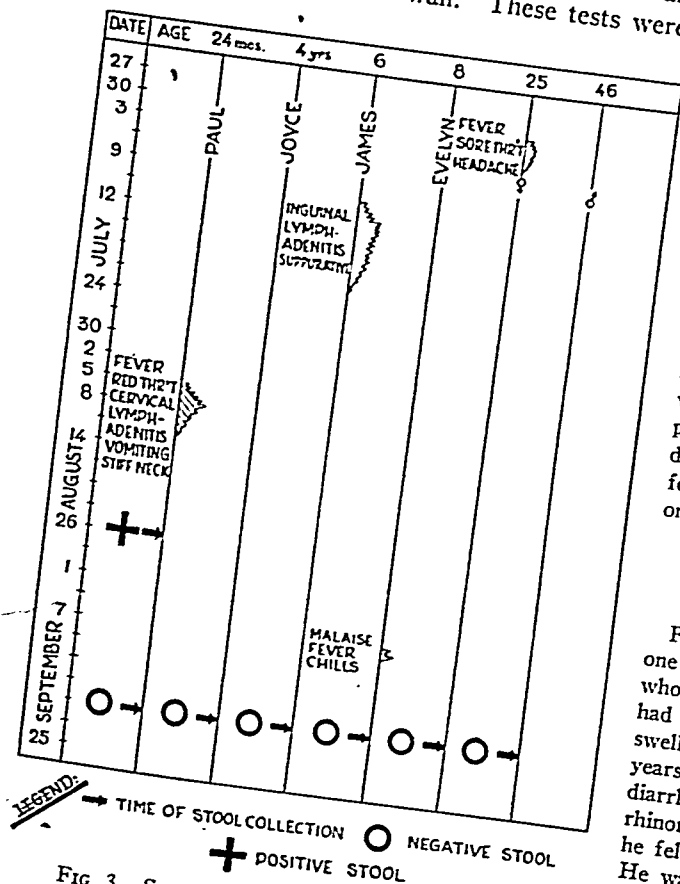 These tests were
DATE AGE 24 mos. 4 yrs 6 8 25 46
27
30
3
9
12
JULY
24
30
2
5
8
14
AUGUST
26
1
7
SEPTEMBER
25
PAUL
JOYCE
JAMES
EVELYN
FEVER
SORE THR'T
HEADACHE
INGUINAL
LYMPH-
ADENITIS
SUPPURATIVE
FEVER
RED THR'T
CERVICAL
LYMPH-
ADENITIS
VOMITING
STIFF NECK
MALAISE
FEVER
CHILLS
LEGEND:
TIME OF STOOL COLLECTION
NEGATIVE STOOL
POSITIVE STOOL
FIG 3
one
who
had
swell
years
diarrh
rhinor
he fel
He wa